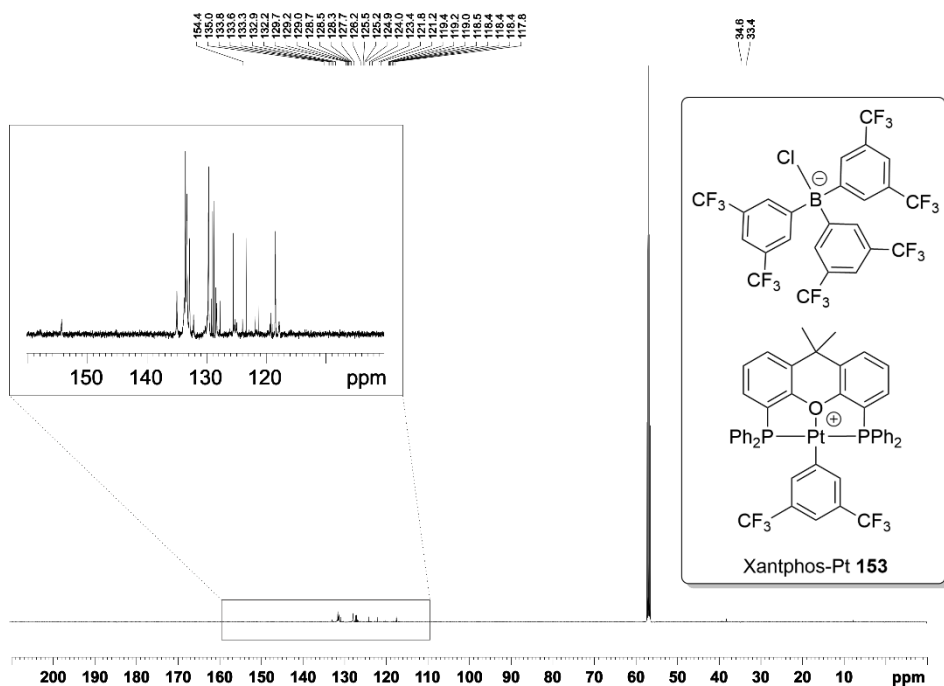 154.4
135.0
133.8
133.6
133.3
132.9
132.2
129.7
129.2
129.0
128.7
128.5
128.3
127.7
126.2
125.5
125.2
124.9
124.0
123.4
121.8
121.2
119.4
119.2
119.0
118.5
118.4
118.4
118.4
117.8
34.6
33.4
150 140 130 120 ppm
CF3
Cl
CF3
B ⊖
CF3
CF3
CF3
CF3
O ⊕
Ph2P Pt PPh2
CF3 CF3
Xantphos-Pt 153
200 190 180 170 160 150 140 130 120 110 100 90 80 70 60 50 40 30 20 10 ppm